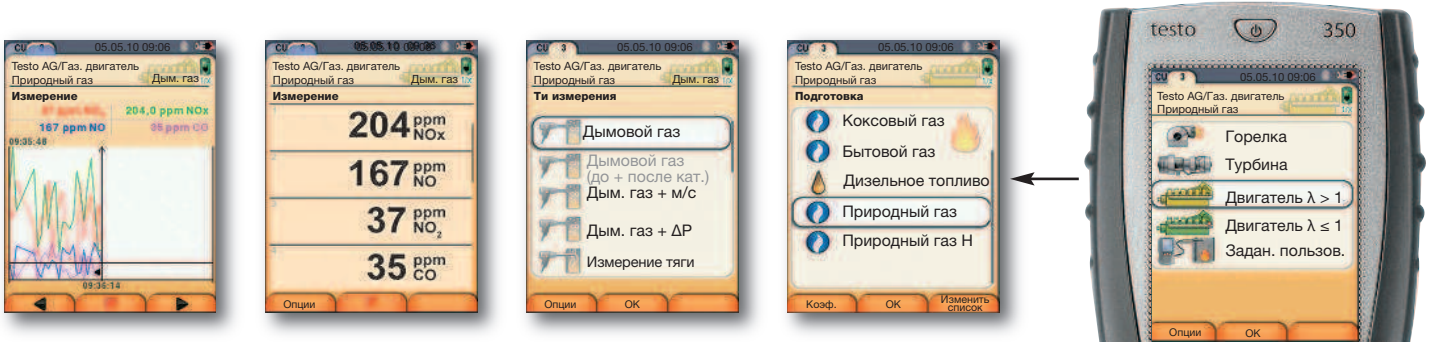 CU
05.05.10 09:06
Testo AG/Газ. двигатель
Природный газ
Дым. газ
Измерение
204,0 ppm NOx
167 ppm NO
35 ppm CO
09:35:48
09:36:14
CU
Testo AG/Газ. двигатель
Природный газ
Дым. газ
Измерение
204 ppm NOx
167 ppm NO
37 ppm NO₂
35 ppm CO
Опции
CU 3
05.05.10 09:06
Testo AG/Газ. двигатель
Природный газ
Дым. газ
Ти измерения
Дымовой газ
Дымовой газ
(до + после кат.)
Дым. газ + м/с
Дым. газ + ΔP
Измерение тяги
Опции
OK
CU 3
05.05.10 09:06
Testo AG/Газ. двигатель
Природный газ
Подготовка
Коксовый газ
Бытовой газ
Дизельное топливо
Природный газ
Природный газ Н
Коэф.
OK
Изменить
список
testo
350
CU 3
05.05.10 09:06
Testo AG/Газ. двигатель
Природный газ
Горелка
Турбина
Двигатель λ > 1
Двигатель λ ≤ 1
Задан. пользов.
Опции
OK